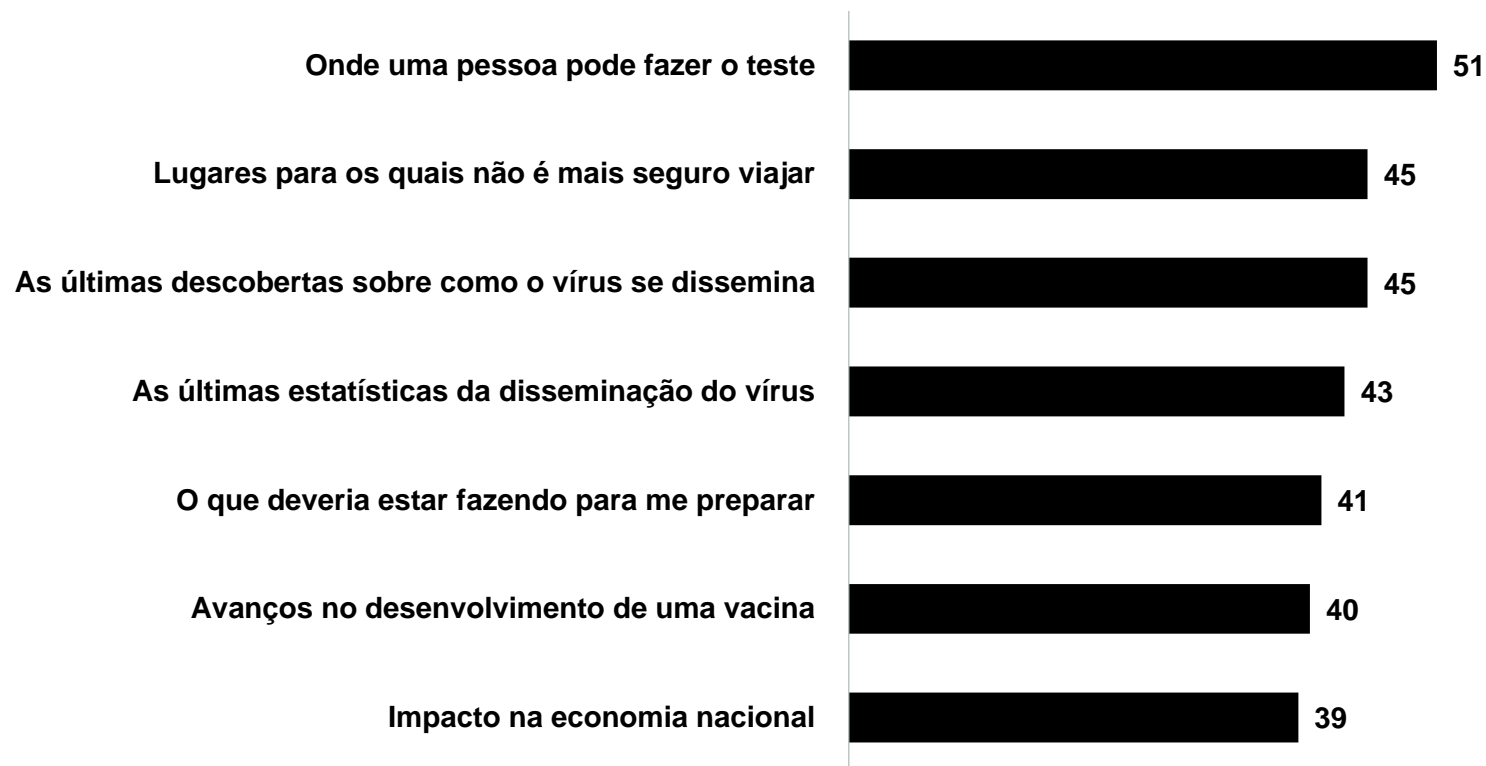 Onde uma pessoa pode fazer o teste 51
Lugares para os quais não é mais seguro viajar 45
As últimas descobertas sobre como o vírus se dissemina 45
As últimas estatísticas da disseminação do vírus 43
O que deveria estar fazendo para me preparar 41
Avanços no desenvolvimento de uma vacina 40
Impacto na economia nacional 39